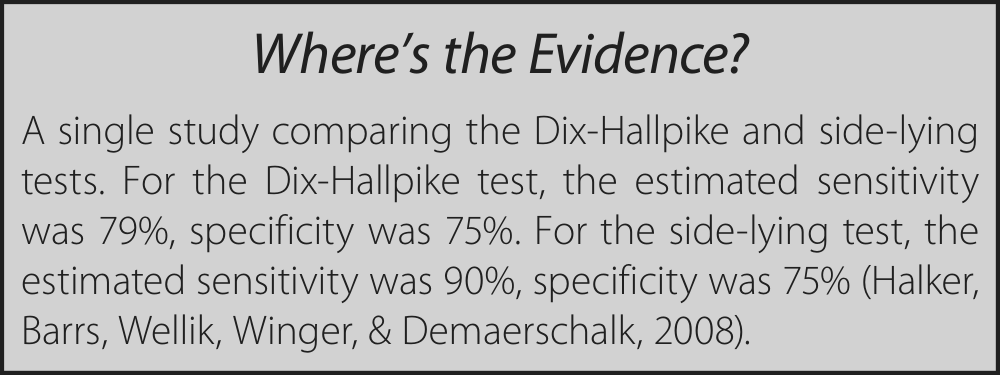 Where's the Evidence?
A single study comparing the Dix-Hallpike and side-lying
tests. For the Dix-Hallpike test, the estimated sensitivity
was 79%, specificity was 75%. For the side-lying test, the
estimated sensitivity was 90%, specificity was 75% (Halker,
Barrs, Wellik, Winger, & Demaerschalk, 2008).